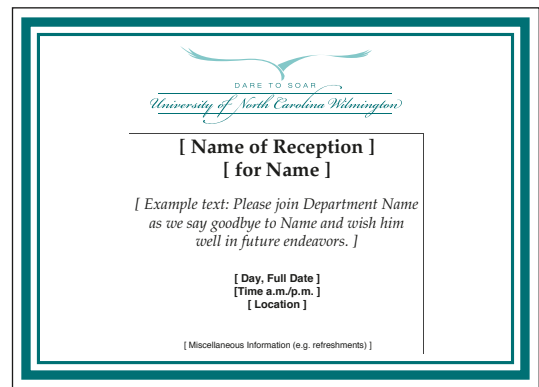 DARE TO SOAR
University of North Carolina Wilmington
[ Name of Reception ]
[ for Name ]
[ Example text: Please join Department Name
as we say goodbye to Name and wish him
well in future endeavors. ]
[ Day, Full Date ]
[Time a.m./p.m. ]
[ Location ]
[ Miscellaneous Information (e.g. refreshments) ]